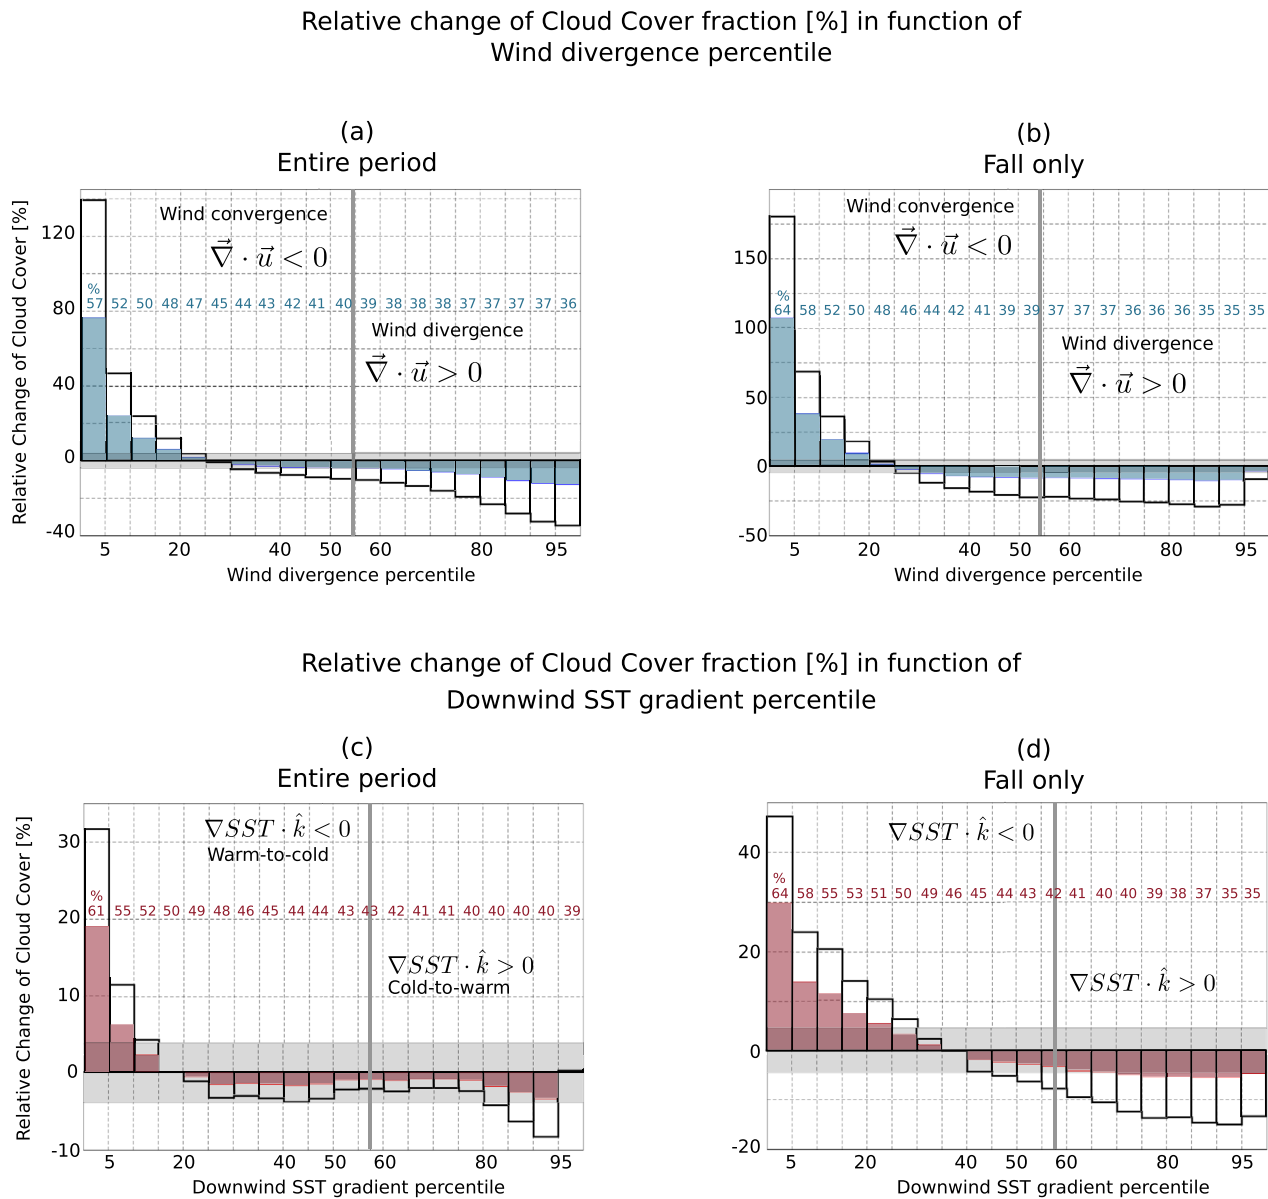 Relative change of Cloud Cover fraction [%] in function of
Wind divergence percentile
(a)
Entire period
Relative Change of Cloud Cover [%]
120
80
40
0
-40
Wind convergence
∇⃗ · u⃗ < 0
%
57 52 50 48 47 45 44 43 42 41 40 39 38 38 38 37 37 37 37 36
Wind divergence
∇⃗ · u⃗ > 0
5 20 40 50 60 80 95
Wind divergence percentile
(b)
Fall only
150
100
50
0
-50
Wind convergence
∇⃗ · u⃗ < 0
%
64 58 52 50 48 46 44 42 41 39 39 37 37 37 36 36 36 35 35 35
Wind divergence
∇⃗ · u⃗ > 0
5 20 40 50 60 80 95
Wind divergence percentile
Relative change of Cloud Cover fraction [%] in function of
Downwind SST gradient percentile
(c)
Entire period
Relative Change of Cloud Cover [%]
30
20
10
0
-10
∇SST · k̂ < 0
Warm-to-cold
%
61 55 52 50 49 48 46 45 44 44 43 43 42 41 41 40 40 40 40 39
∇SST · k̂ > 0
Cold-to-warm
5 20 40 50 60 80 95
Downwind SST gradient percentile
(d)
Fall only
40
20
0
-20
∇SST · k̂ < 0
%
64 58 55 53 51 50 49 46 45 44 43 42 41 40 40 39 38 37 35 35
∇SST · k̂ > 0
5 20 40 50 60 80 95
Downwind SST gradient percentile